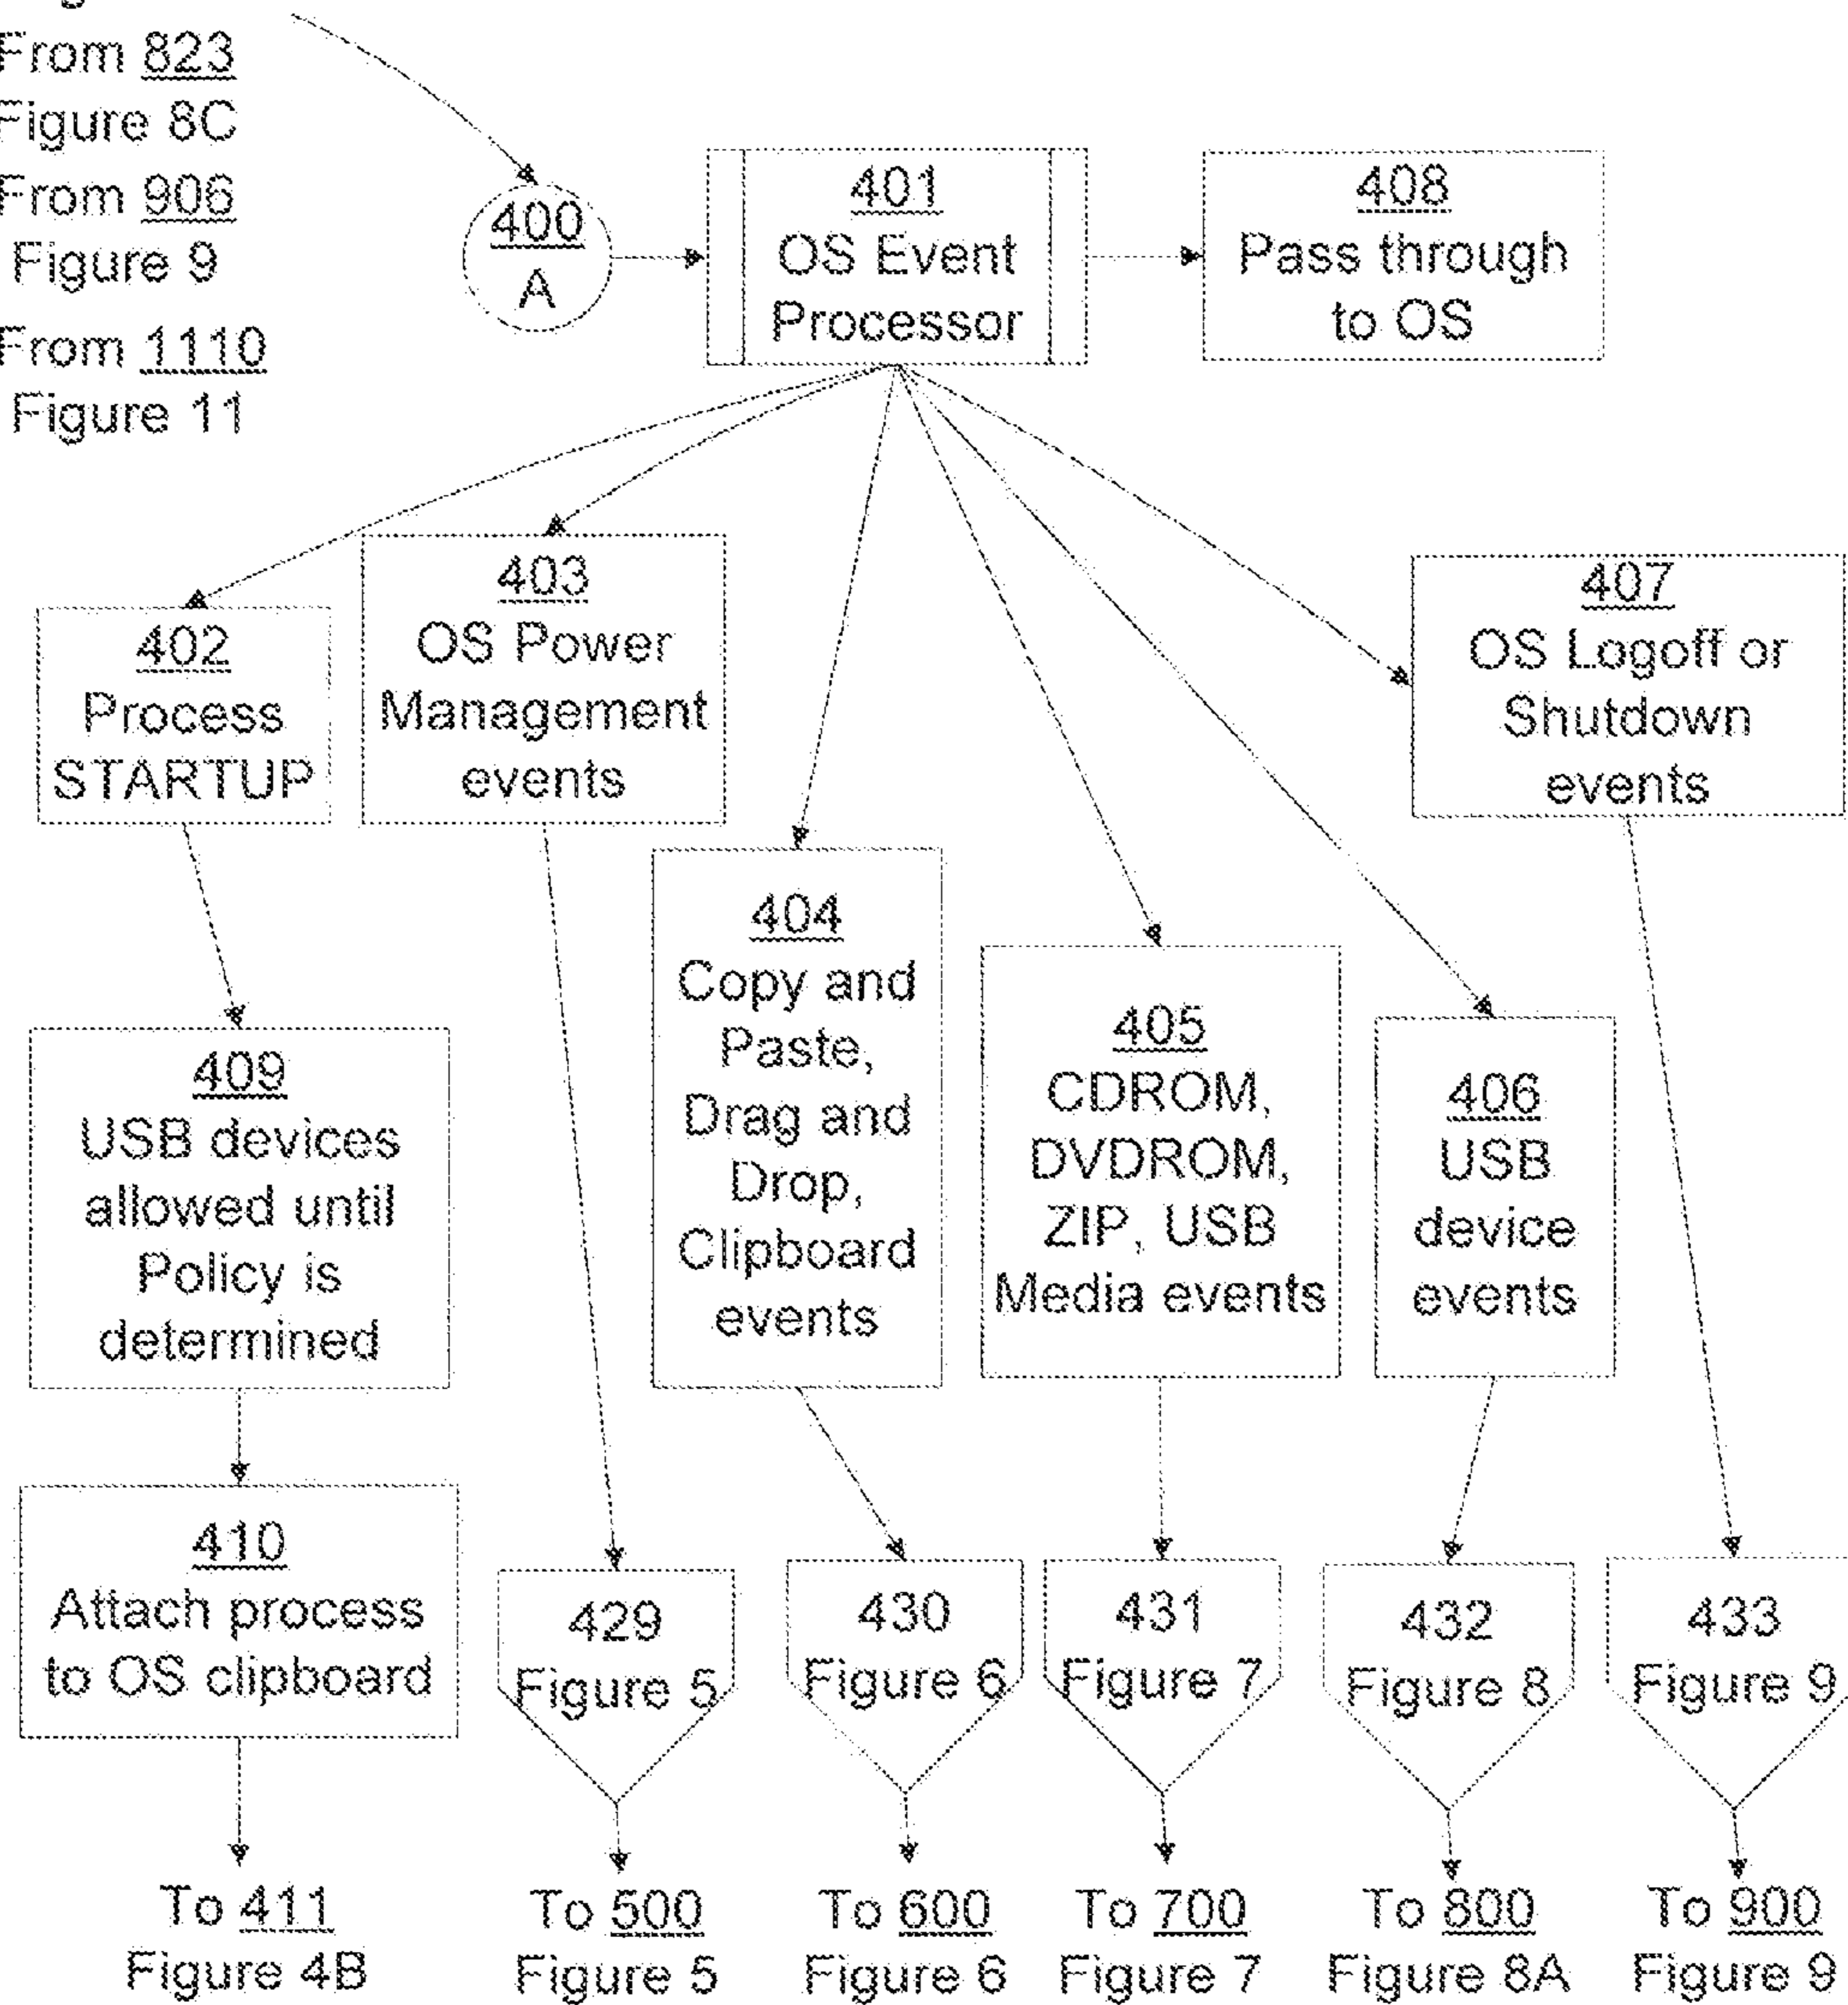 From 823
Figure 8C
From 906
Figure 9
From 1110
Figure 11
400
A
401
OS Event
Processor
408
Pass through
to OS
402
Process
STARTUP
403
OS Power
Management
events
404
Copy and
Paste,
Drag and
Drop,
Clipboard
events
405
CDROM,
DVDROM,
ZIP, USB
Media events
406
USB
device
events
407
OS Logoff or
Shutdown
events
409
USB devices
allowed until
Policy is
determined
410
Attach process
to OS clipboard
429
Figure 5
430
Figure 6
431
Figure 7
432
Figure 8
433
Figure 9
To 411
Figure 4B
To 500
Figure 5
To 600
Figure 6
To 700
Figure 7
To 800
Figure 8A
To 900
Figure 9